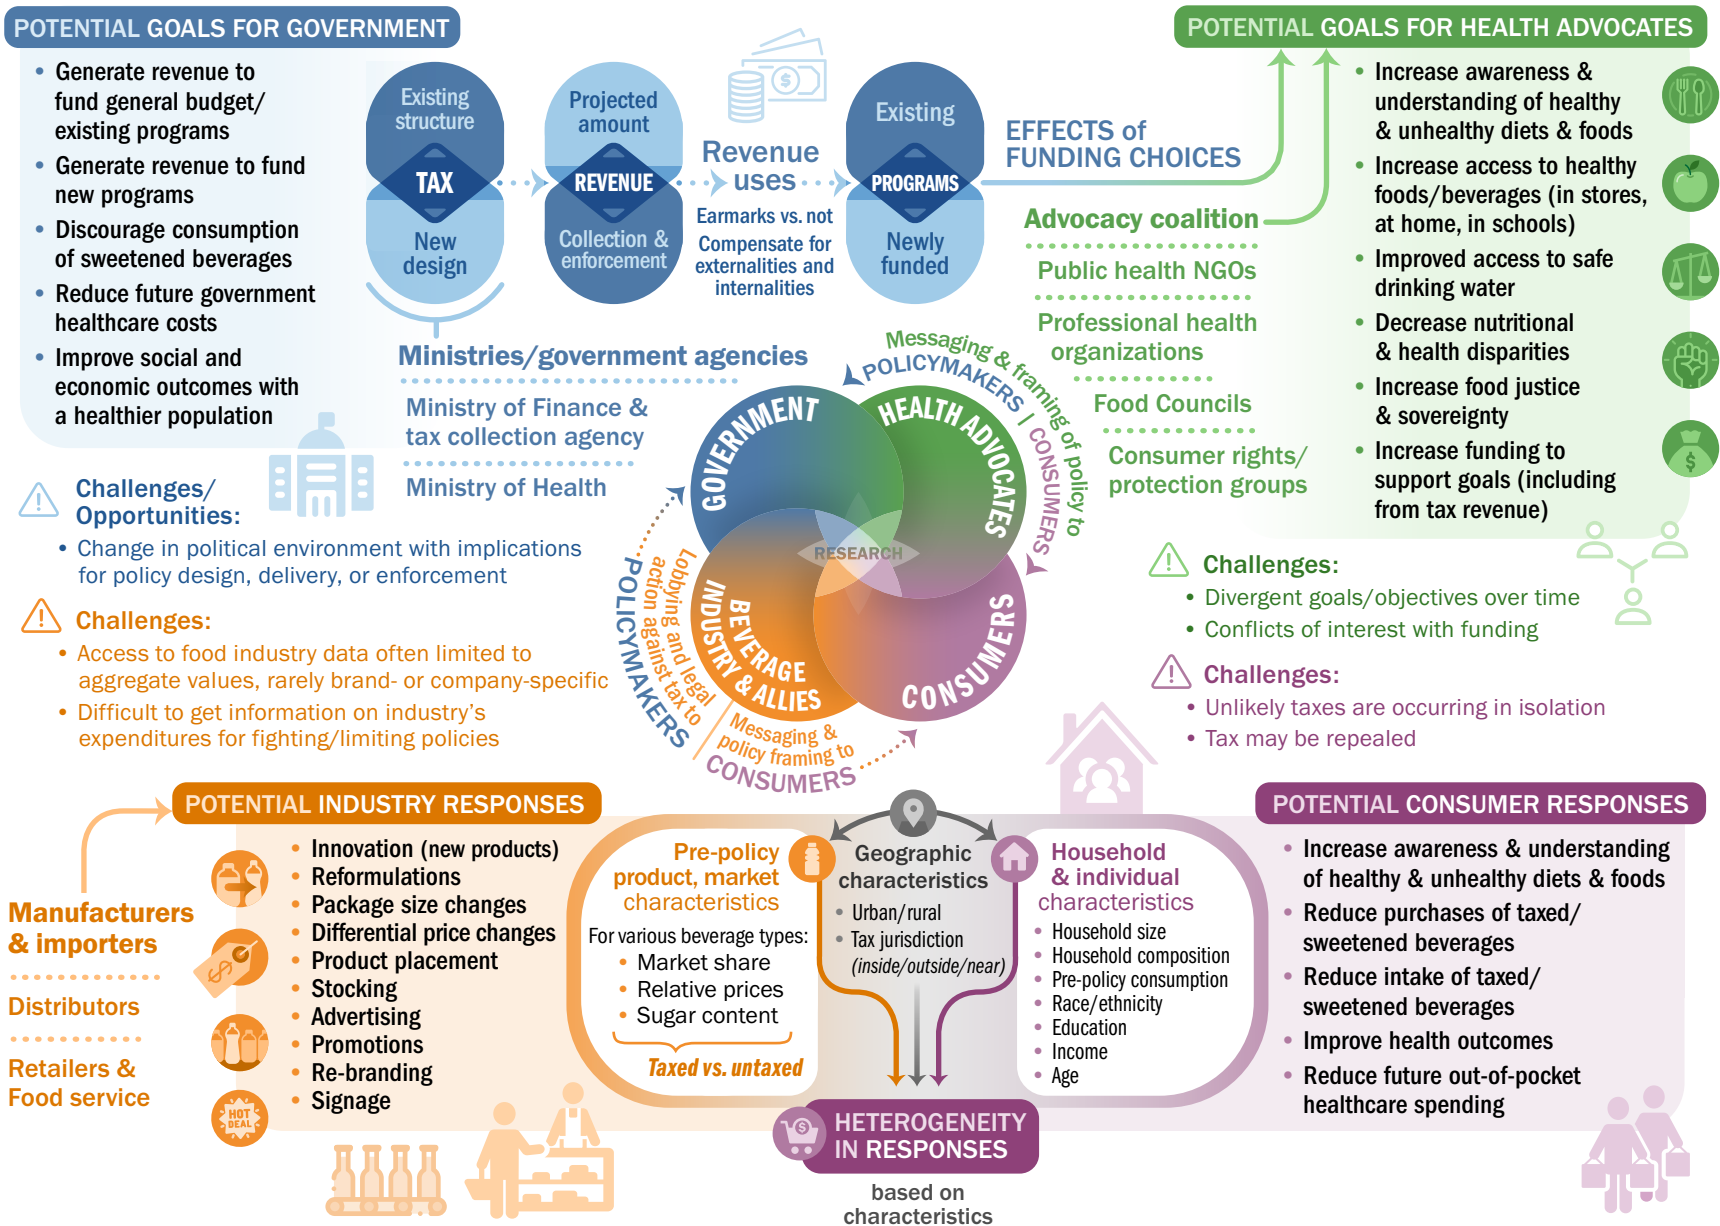 POTENTIAL GOALS FOR GOVERNMENT
• Generate revenue to
fund general budget/
existing programs
• Generate revenue to fund
new programs
• Discourage consumption
of sweetened beverages
• Reduce future government
healthcare costs
• Improve social and
economic outcomes with
a healthier population
Existing
structure
TAX
New
design
Projected
amount
REVENUE
Collection &
enforcement
$
Revenue
uses
Earmarks vs. not
Compensate for
externalities and
internalities
Existing
PROGRAMS
Newly
funded
EFFECTS of
FUNDING CHOICES
POTENTIAL GOALS FOR HEALTH ADVOCATES
• Increase awareness &
understanding of healthy
& unhealthy diets & foods
• Increase access to healthy
foods/beverages (in stores,
at home, in schools)
• Improved access to safe
drinking water
• Decrease nutritional
& health disparities
• Increase food justice
& sovereignty
• Increase funding to
support goals (including
from tax revenue)
$
Advocacy coalition
Public health NGOs
Professional health
organizations
Food Councils
Consumer rights/
protection groups
Ministries/government agencies
Ministry of Finance &
tax collection agency
Ministry of Health
Messaging & framing of policy to
POLICYMAKERS | CONSUMERS
GOVERNMENT
HEALTH ADVOCATES
RESEARCH
BEVERAGE
INDUSTRY & ALLIES
CONSUMERS
Lobbying and legal
action against tax to
POLICYMAKERS
Messaging &
policy framing to
CONSUMERS
! Challenges/
Opportunities:
• Change in political environment with implications
for policy design, delivery, or enforcement
! Challenges:
• Access to food industry data often limited to
aggregate values, rarely brand- or company-specific
• Difficult to get information on industry's
expenditures for fighting/limiting policies
! Challenges:
• Divergent goals/objectives over time
• Conflicts of interest with funding
! Challenges:
• Unlikely taxes are occurring in isolation
• Tax may be repealed
POTENTIAL INDUSTRY RESPONSES
Manufacturers
& importers
Distributors
Retailers &
Food service
$
HOT
DEAL
• Innovation (new products)
• Reformulations
• Package size changes
• Differential price changes
• Product placement
• Stocking
• Advertising
• Promotions
• Re-branding
• Signage
Pre-policy
product, market
characteristics
For various beverage types:
• Market share
• Relative prices
• Sugar content
Taxed vs. untaxed
Geographic
characteristics
• Urban/rural
• Tax jurisdiction
(inside/outside/near)
Household
& individual
characteristics
• Household size
• Household composition
• Pre-policy consumption
• Race/ethnicity
• Education
• Income
• Age
$
HETEROGENEITY
IN RESPONSES
based on
characteristics
POTENTIAL CONSUMER RESPONSES
• Increase awareness & understanding
of healthy & unhealthy diets & foods
• Reduce purchases of taxed/
sweetened beverages
• Reduce intake of taxed/
sweetened beverages
• Improve health outcomes
• Reduce future out-of-pocket
healthcare spending